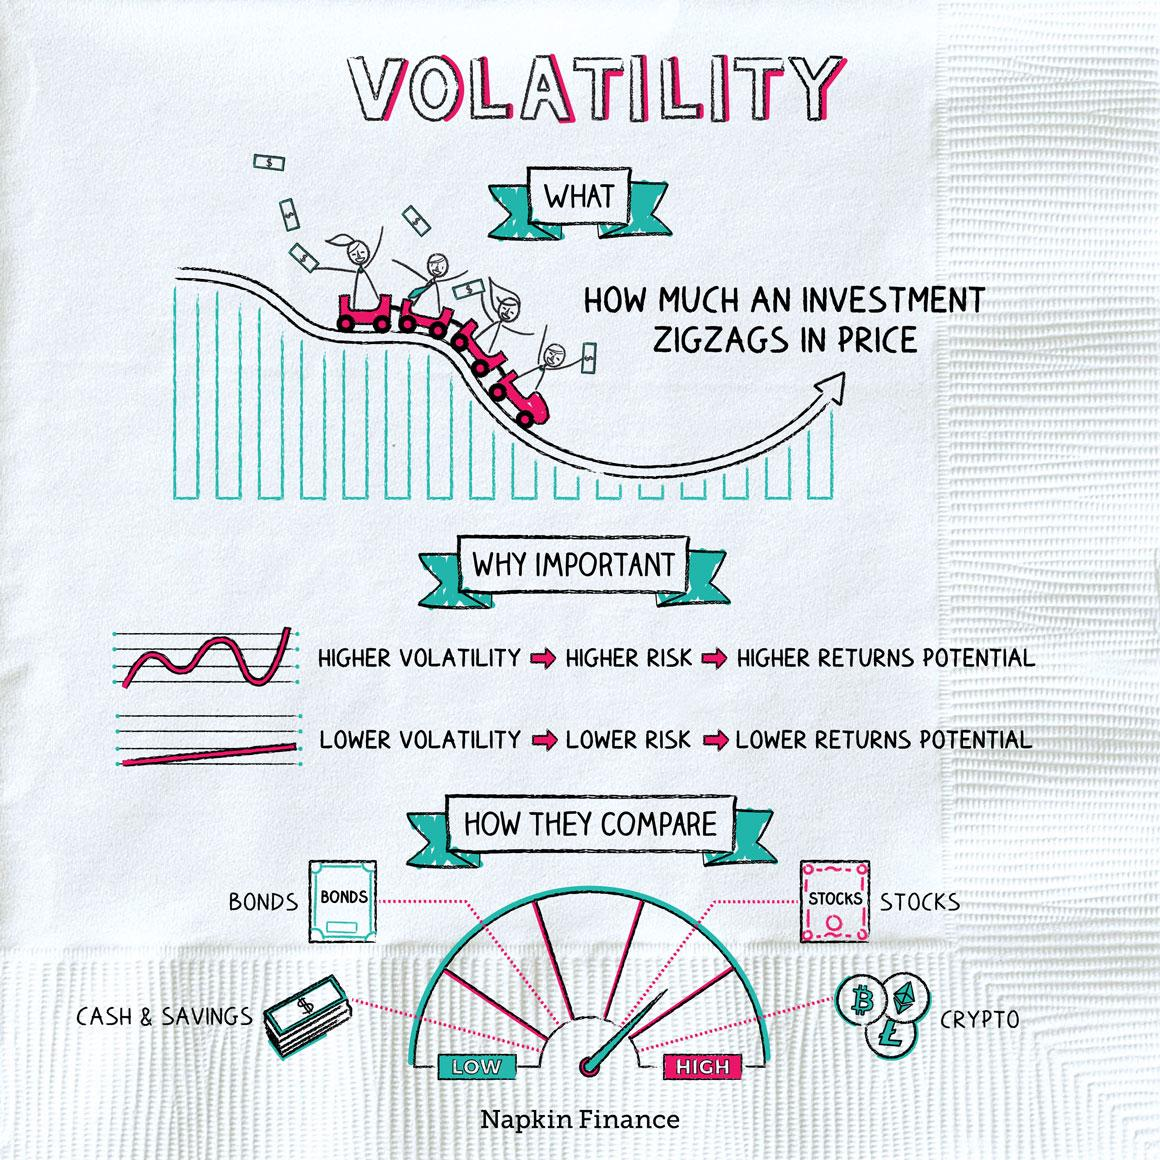 VOLATILITY
WHAT
HOW MUCH AN INVESTMENT
ZIGZAGS IN PRICE
WHY IMPORTANT
HIGHER VOLATILITY HIGHER RISK HIGHER RETURNS POTENTIAL
LOWER VOLATILITY LOWER RISK LOWER RETURNS POTENTIAL
HOW THEY COMPARE
BONDS BONDS
STOCKS STOCKS
CASH & SAVINGS $
CRYPTO
LOW HIGH
Napkin Finance